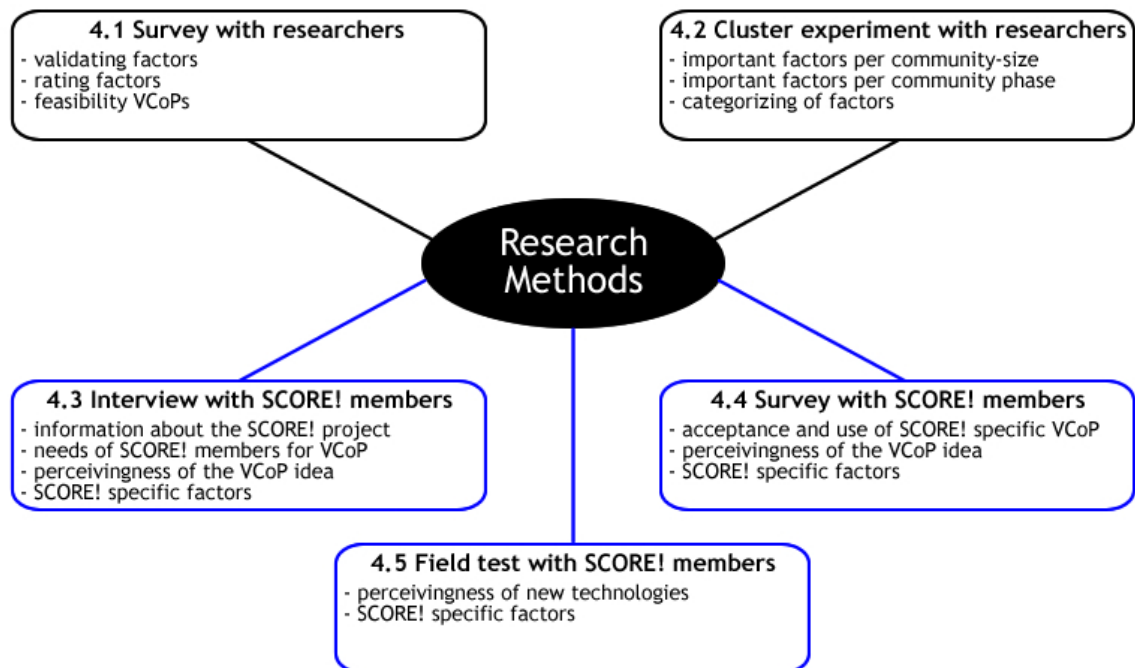 4.1 Survey with researchers
- validating factors
- rating factors
- feasibility VCoPs
4.2 Cluster experiment with researchers
- important factors per community-size
- important factors per community phase
- categorizing of factors
Research
Methods
4.3 Interview with SCORE! members
- information about the SCORE! project
- needs of SCORE! members for VCoP
- perceivingness of the VCoP idea
- SCORE! specific factors
4.4 Survey with SCORE! members
- acceptance and use of SCORE! specific VCoP
- perceivingness of the VCoP idea
- SCORE! specific factors
4.5 Field test with SCORE! members
- perceivingness of new technologies
- SCORE! specific factors